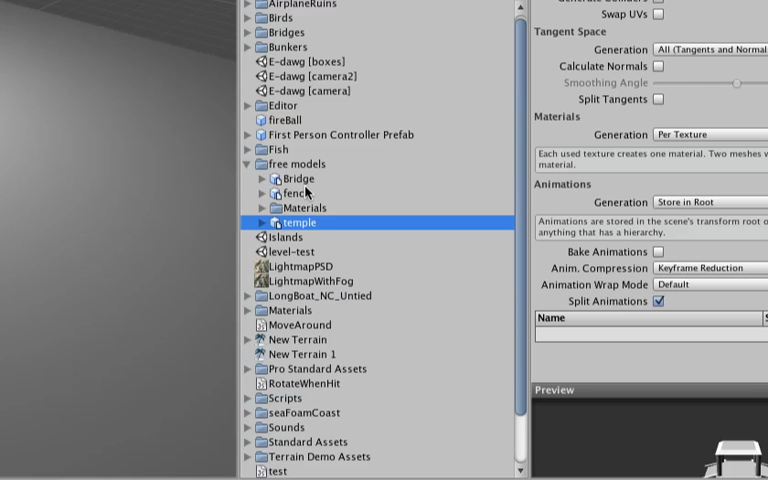 AirplaneRuins
Birds
Bridges
Bunkers
E-dawg [boxes]
E-dawg [camera2]
E-dawg [camera]
Editor
fireBall
First Person Controller Prefab
Fish
free models
Bridge
fenc
Materials
temple
Islands
level-test
LightmapPSD
LightmapWithFog
LongBoat_NC_Untied
Materials
MoveAround
New Terrain
New Terrain 1
Pro Standard Assets
RotateWhenHit
Scripts
seaFoamCoast
Sounds
Standard Assets
Terrain Demo Assets
test
Swap UVs
Tangent Space
Generation All (Tangents and Normal
Calculate Normals
Smoothing Angle
Split Tangents
Materials
Generation Per Texture
Each used texture creates one material. Two meshes w
material.
Animations
Generation Store in Root
Animations are stored in the scene's transform root o
anything that has a hierarchy.
Bake Animations
Anim. Compression Keyframe Reduction
Animation Wrap Mode Default
Split Animations
Name S
Preview